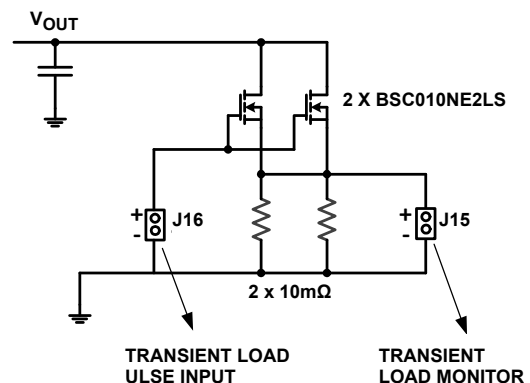 VOUT
2 X BSC010NE2LS
+
-
J16
+
-
J15
2 x 10mΩ
TRANSIENT LOAD
ULSE INPUT
TRANSIENT
LOAD MONITOR